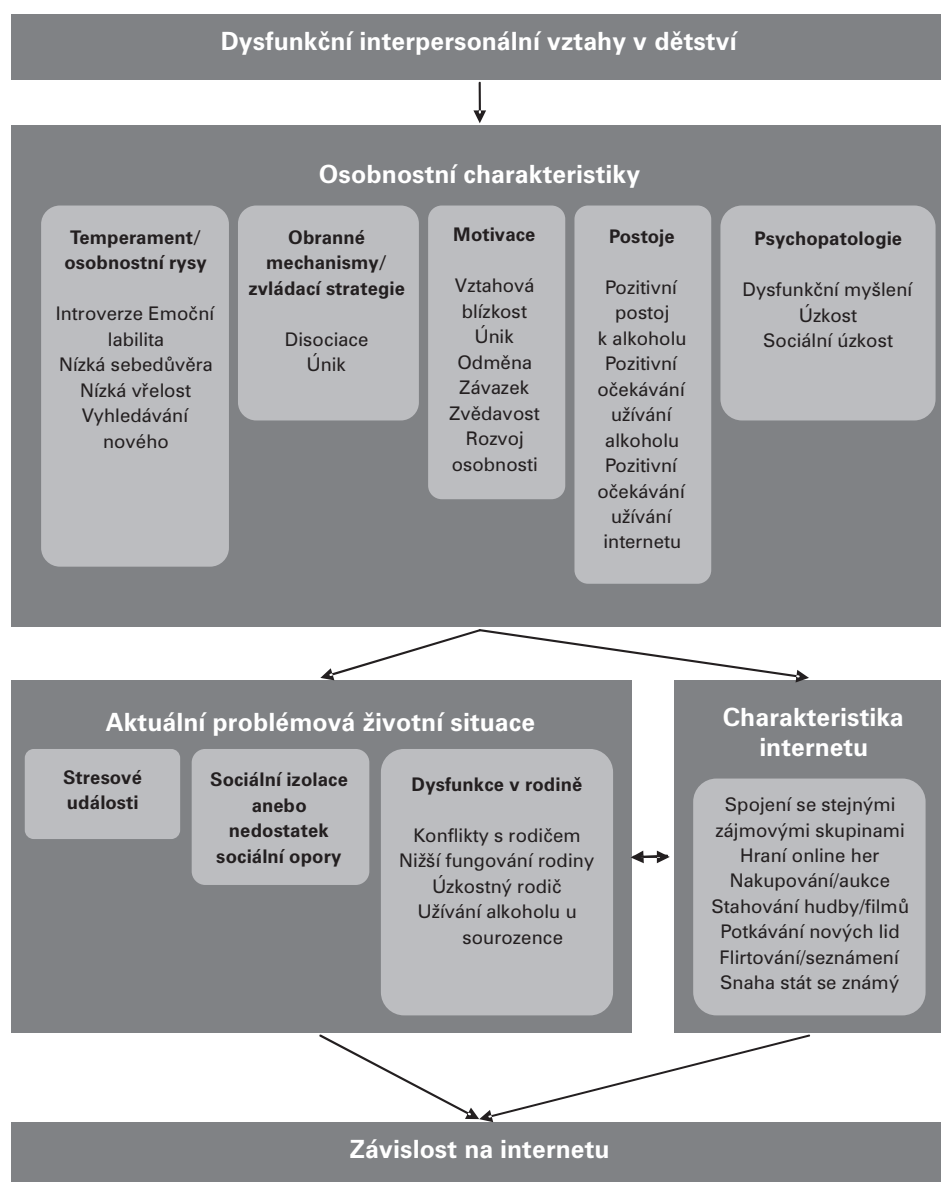 Dysfunkční interpersonální vztahy v dětství
Osobnostní charakteristiky
Temperament/
osobnostní rysy
Introverze Emoční
labilita
Nízká sebedůvěra
Nízká vřelost
Vyhledávání
nového
Obranné
mechanismy/
zvládací strategie
Disociace
Únik
Motivace
Vztahová
blízkost
Únik
Odměna
Závazek
Zvědavost
Rozvoj
osobnosti
Postoje
Pozitivní
postoj
k alkoholu
Pozitivní
očekávání
užívání
alkoholu
Pozitivní
očekávání
užívání
internetu
Psychopatologie
Dysfunkční myšlení
Úzkost
Sociální úzkost
Aktuální problémová životní situace
Stresové
události
Sociální izolace
anebo
nedostatek
sociální opory
Dysfunkce v rodině
Konflikty s rodičem
Nižší fungování rodiny
Úzkostný rodič
Užívání alkoholu u
sourozence
Charakteristika
internetu
Spojení se stejnými
zájmovými skupinami
Hraní online her
Nakupování/aukce
Stahování hudby/filmů
Potkávání nových lid
Flirtování/seznámení
Snaha stát se známý
Závislost na internetu